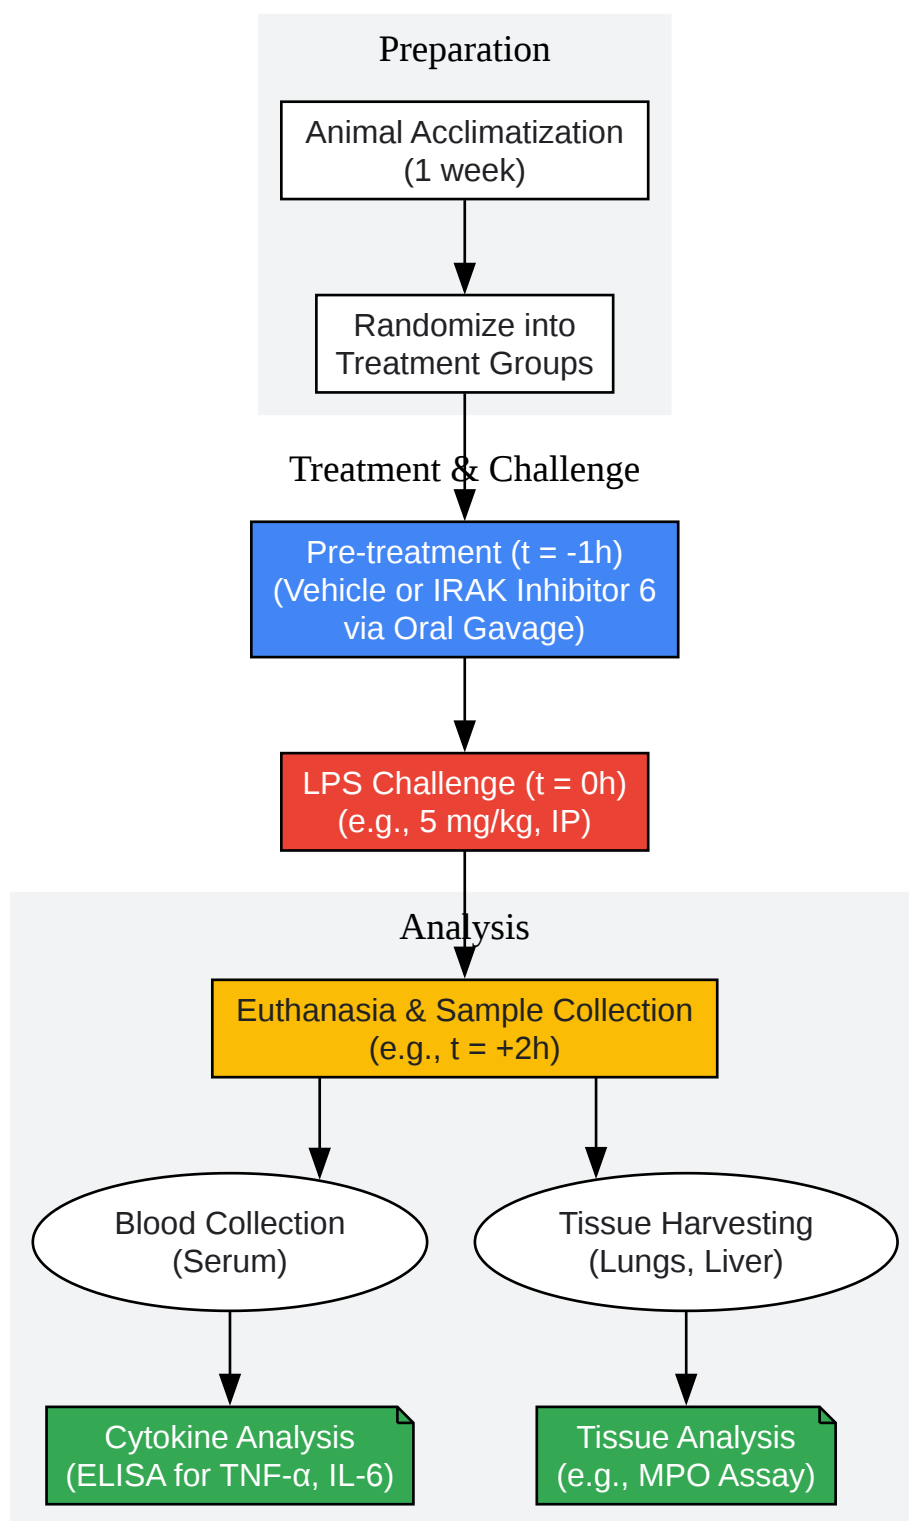 Preparation
Animal Acclimatization
(1 week)
Randomize into
Treatment Groups
Treatment & Challenge
Pre-treatment (t = -1h)
(Vehicle or IRAK Inhibitor 6
via Oral Gavage)
LPS Challenge (t = 0h)
(e.g., 5 mg/kg, IP)
Analysis
Euthanasia & Sample Collection
(e.g., t = +2h)
Blood Collection
(Serum)
Tissue Harvesting
(Lungs, Liver)
Cytokine Analysis
(ELISA for TNF-α, IL-6)
Tissue Analysis
(e.g., MPO Assay)